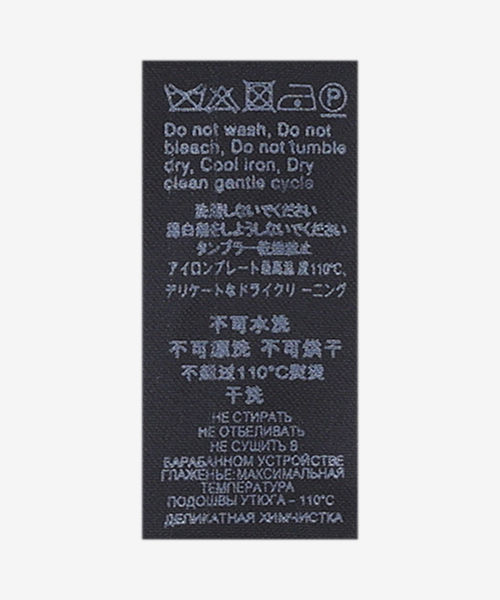 P
Do not wash, Do not
bleach, Do not tumble
dry, Cool iron, Dry
clean gentle cycle
洗濯しないでください
漂白剤をしようしないでください
タンブラー乾燥禁止
アイロンプレート最高温度110℃、
デリケートなドライクリーニング
不可水洗
不可漂洗 不可烘干
不超过110°C熨烫
干洗
НЕ СТИРАТЬ
НЕ ОТБЕЛИВАТЬ
НЕ СУШИТЬ В
БАРАБАННОМ УСТРОЙСТВЕ
ГЛАЖЕНЬЕ: МАКСИМАЛЬНАЯ
ТЕМПЕРАТУРА
ПОДОШВЫ УТЮГА – 110°C
ДЕЛИКАТНАЯ ХИМЧИСТКА